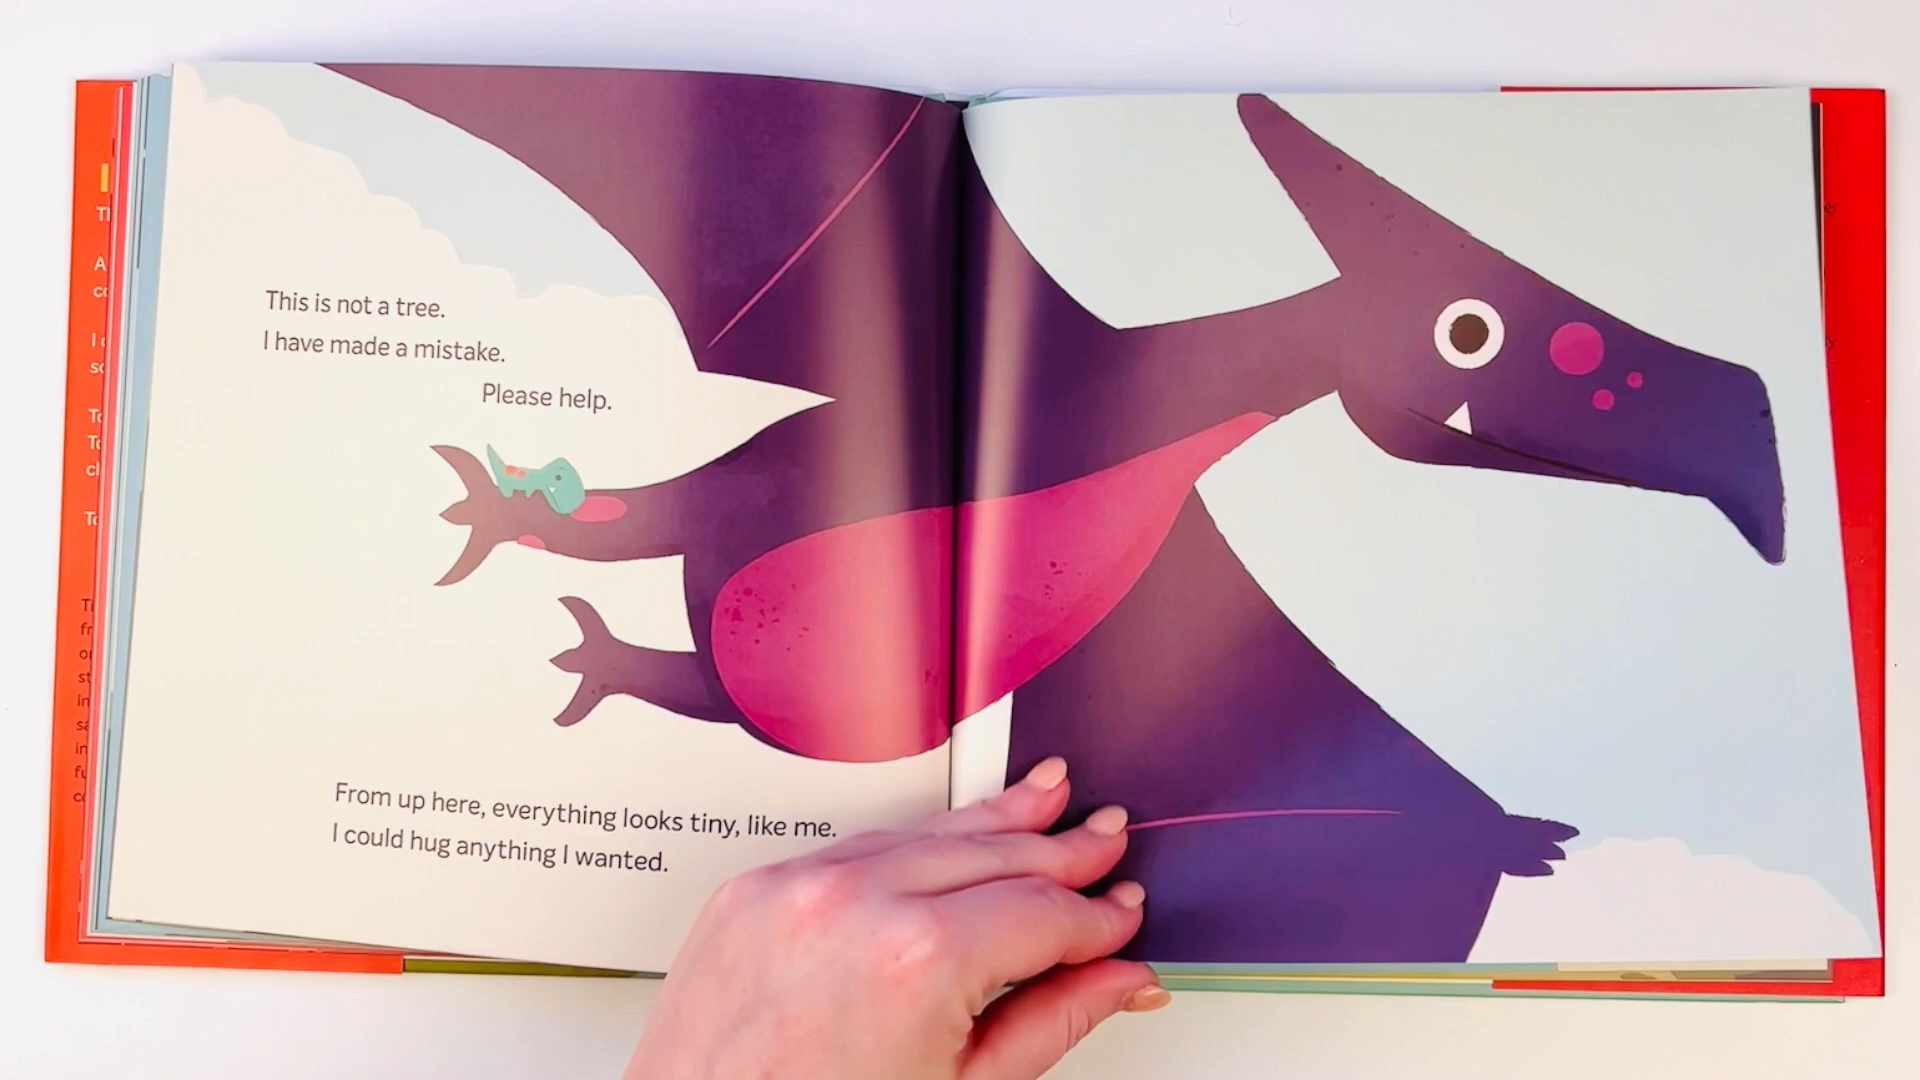 This is not a tree.
I have made a mistake.
Please help.
From up here, everything looks tiny, like me.
I could hug anything I wanted.